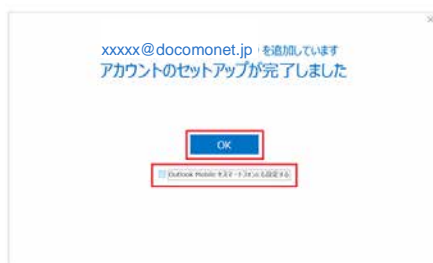 xxxxx@docomonet.jp を追加しています
アカウントのセットアップが完了しました
OK
Outlook Mobile をスマートフォンにも設定する